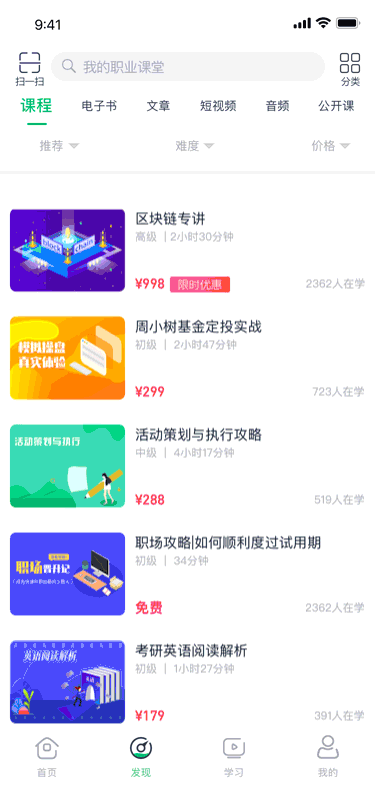 9:41
扫一扫
我的职业课堂
分类
课程
电子书
文章
短视频
音频
公开课
推荐
难度
价格
block chain
区块链专讲
高级 | 2小时30分钟
¥998
限时优惠
2362人在学
模拟操盘
真实体验
周小树基金定投实战
初级 | 2小时47分钟
¥299
723人在学
活动策划与执行
活动策划与执行攻略
中级 | 4小时17分钟
¥288
519人在学
职场晋升记
职场攻略|如何顺利度过试用期
初级 | 34分钟
免费
2362人在学
英语阅读解析
考研英语阅读解析
初级 | 1小时27分钟
¥179
391人在学
首页
发现
学习
我的